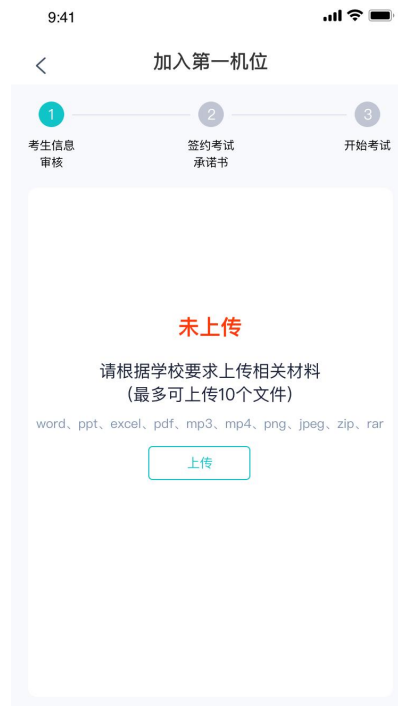 9:41
加入第一机位
1 2 3
考生信息 签约考试 开始考试
审核 承诺书
未上传
请根据学校要求上传相关材料
(最多可上传10个文件)
word、ppt、excel、pdf、mp3、mp4、png、jpeg、zip、rar
上传